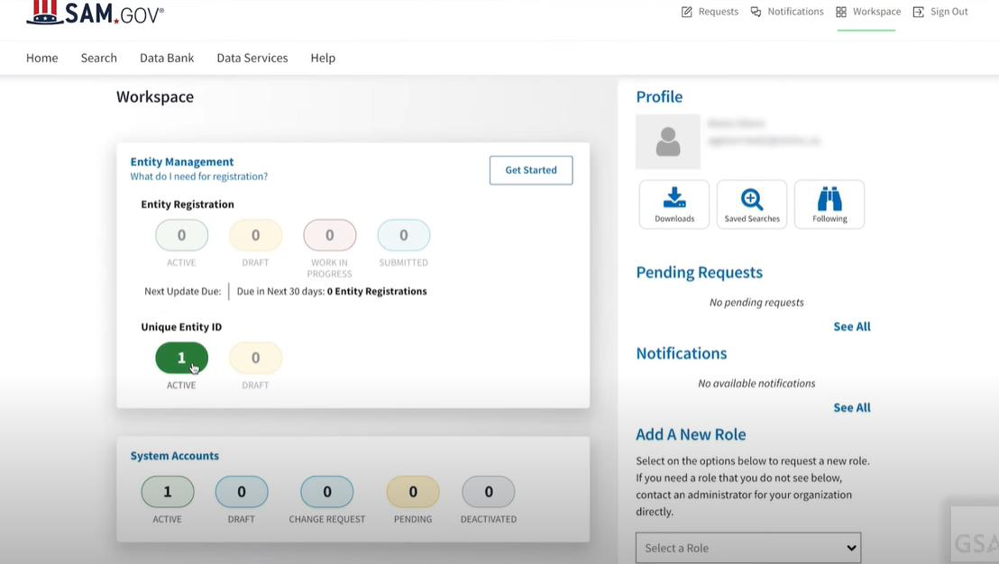 SAM.GOV®
Requests Notifications Workspace Sign Out
Home Search Data Bank Data Services Help
Workspace
Entity Management
What do I need for registration?
Get Started
Entity Registration
0 0 0 0
ACTIVE DRAFT WORK IN PROGRESS SUBMITTED
Next Update Due: Due in Next 30 days: 0 Entity Registrations
Unique Entity ID
1 0
ACTIVE DRAFT
System Accounts
1 0 0 0 0
ACTIVE DRAFT CHANGE REQUEST PENDING DEACTIVATED
Profile
Downloads Saved Searches Following
Pending Requests
No pending requests
See All
Notifications
No available notifications
See All
Add A New Role
Select on the options below to request a new role.
If you need a role that you do not see below,
contact an administrator for your organization
directly.
Select a Role
GSA